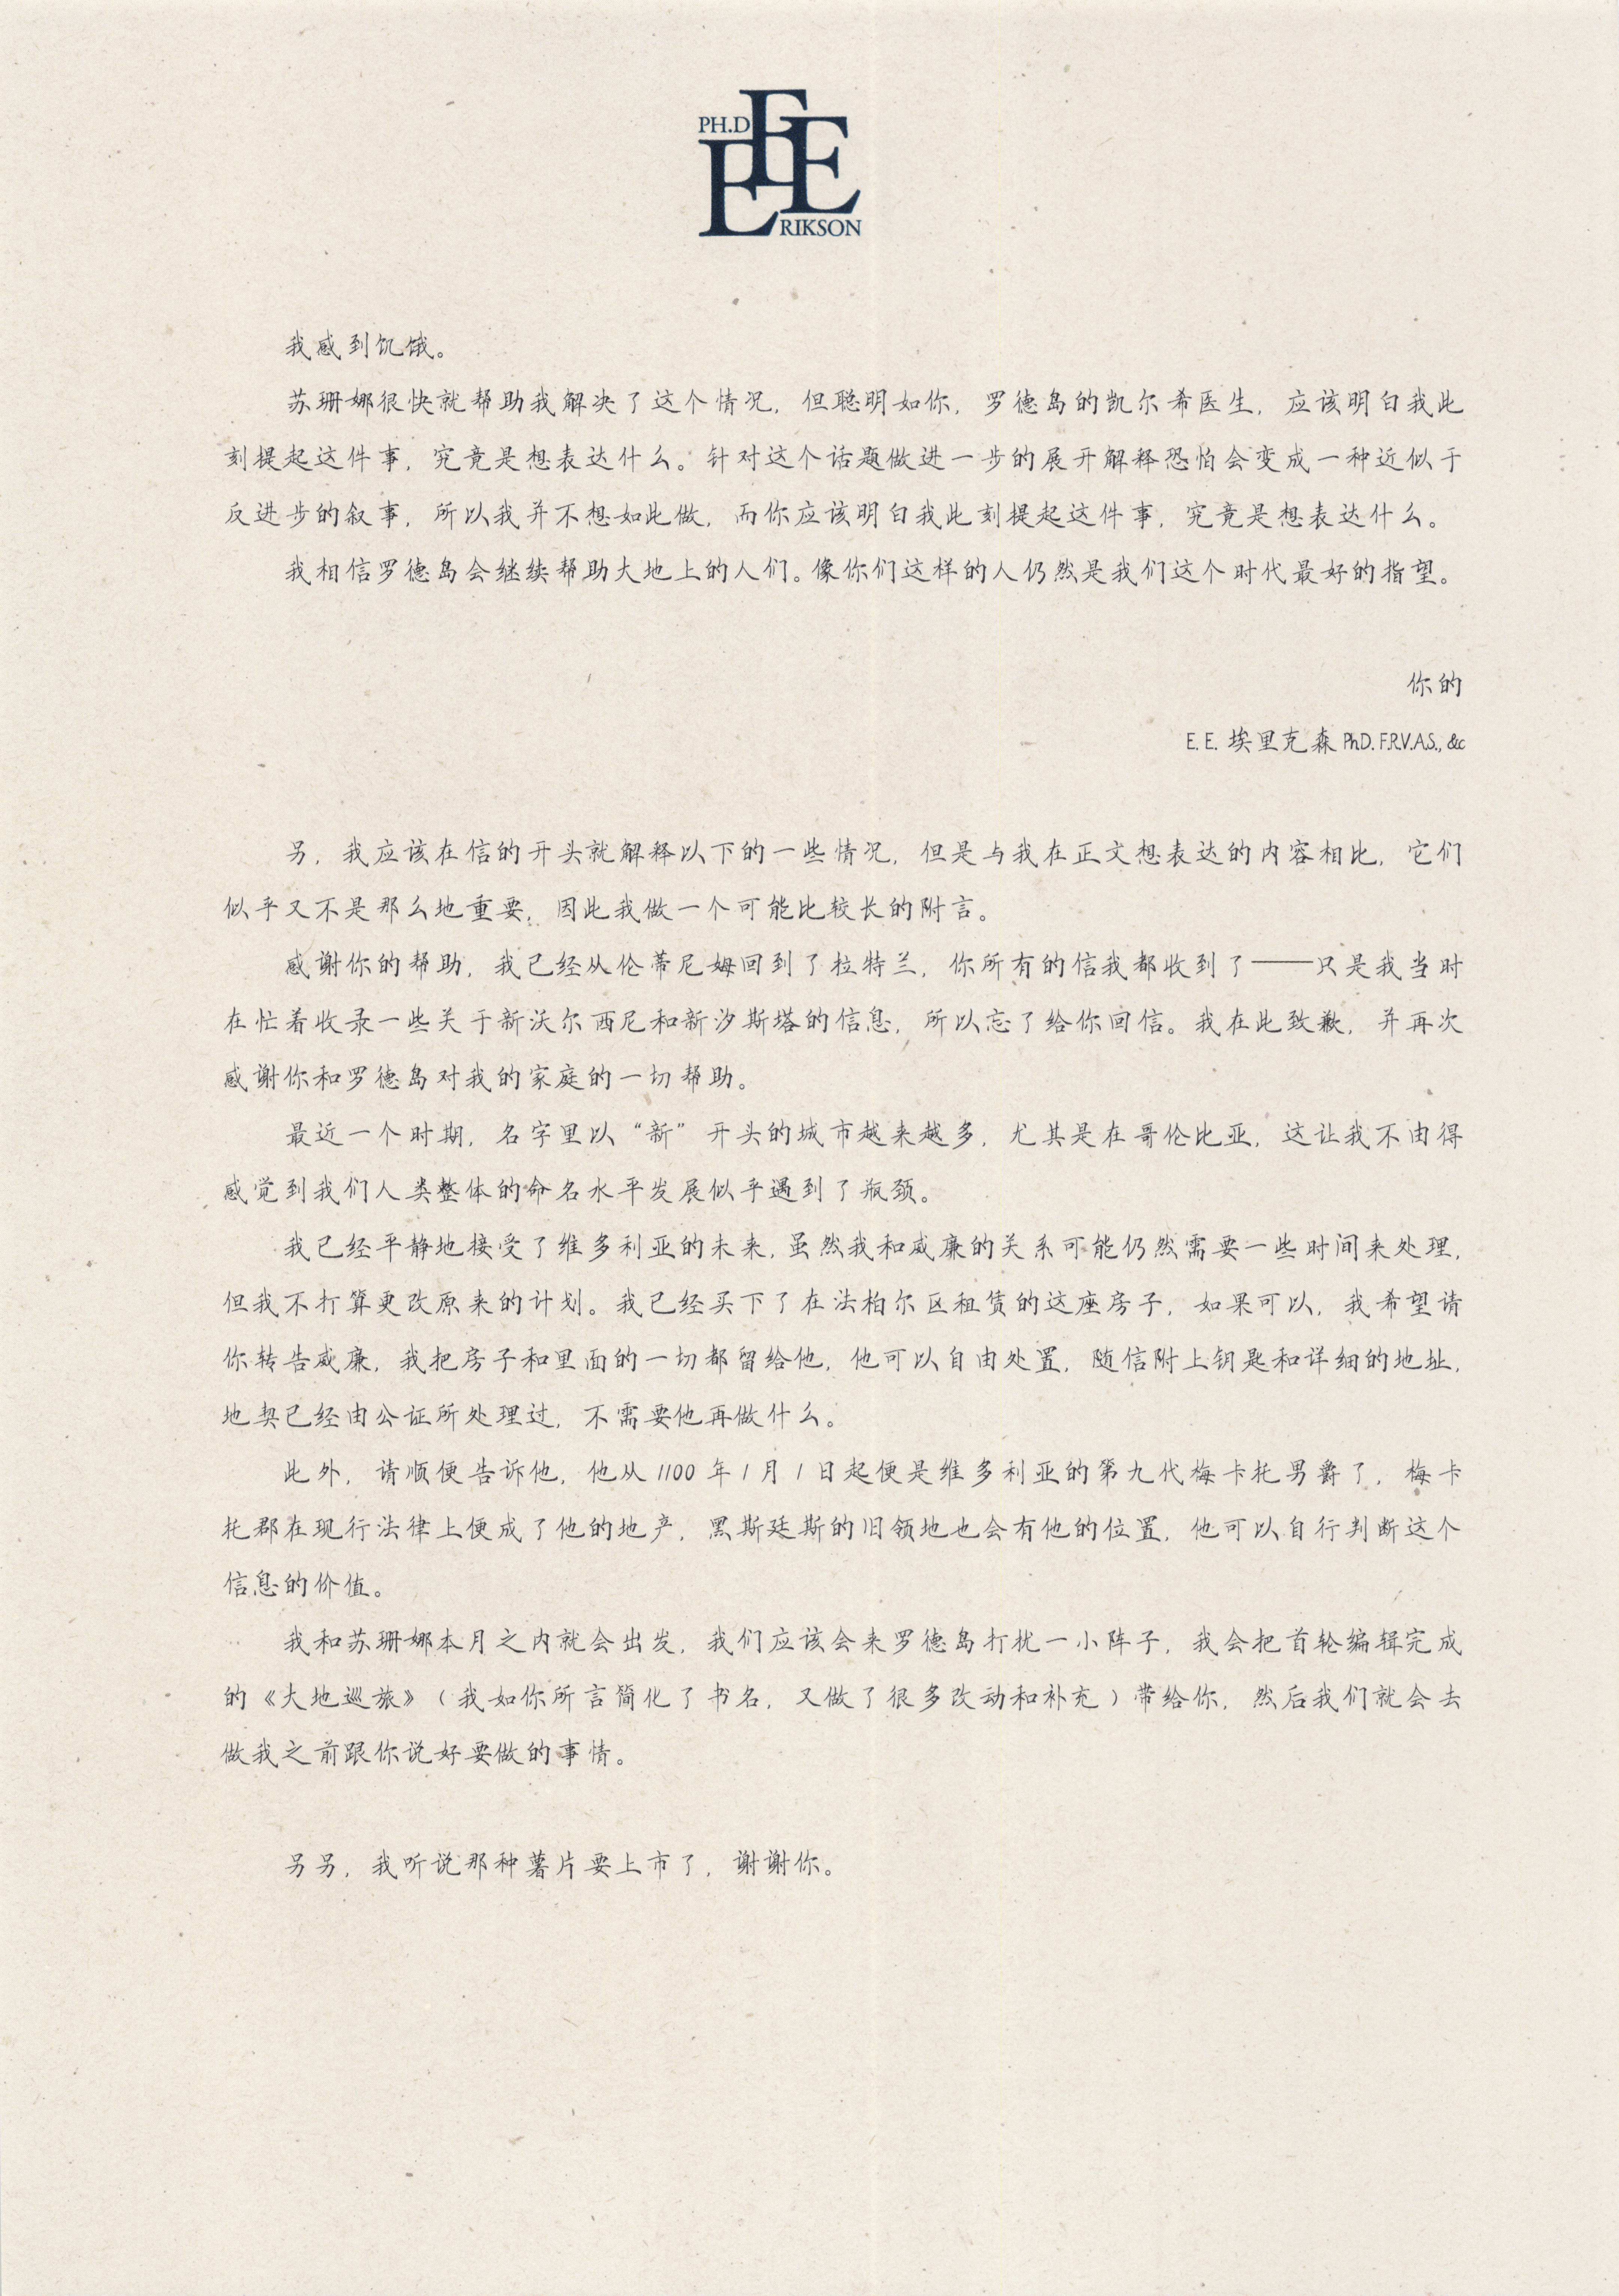 PH.D
EEE
RIKSON
我感到饥饿。
苏珊娜很快就帮助我解决了这个情况，但聪明如你，罗德岛的凯尔希医生，应该明白我此
刻提起这件事，究竟是想表达什么。针对这个话题做进一步的展开解释恐怕会变成一种近似于
反进步的叙事，所以我并不想如此做，而你应该明白我此刻提起这件事，究竟是想表达什么。
我相信罗德岛会继续帮助大地上的人们。像你们这样的人仍然是我们这个时代最好的指望。
你的
E. E. 埃里克森 PhD. F.R.V.A.S., &c
另，我应该在信的开头就解释以下的一些情况，但是与我在正文想表达的内容相比，它们
似乎又不是那么地重要，因此我做一个可能比较长的附言。
感谢你的帮助，我已经从伦蒂尼姆回到了拉特兰，你所有的信我都收到了——只是我当时
在忙着收录一些关于新沃尔西尼和新汐斯塔的信息，所以忘了给你回信。我在此致歉，并再次
感谢你和罗德岛对我的家庭的一切帮助。
最近一个时期，名字里以“新”开头的城市越来越多，尤其是在哥伦比亚，这让我不由得
感觉到我们人类整体的命名水平发展似乎遇到了瓶颈。
我已经平静地接受了维多利亚的未来，虽然我和威廉的关系可能仍然需要一些时间来处理，
但我不打算更改原来的计划。我已经买下了在法柏尔区租赁的这座房子，如果可以，我希望请
你转告威廉，我把房子和里面的一切都留给他，他可以自由处置，随信附上钥匙和详细的地址，
地契已经由公证所处理过，不需要他再做什么。
此外，请顺便告诉他，他从 1100 年 1 月 1 日起便是维多利亚的第九代梅卡托男爵了，梅卡
托郡在现行法律上便成了他的地产，黑斯廷斯的旧领地也会有他的位置，他可以自行判断这个
信息的价值。
我和苏珊娜本月之内就会出发，我们应该会来罗德岛打扰一小阵子，我会把首轮编辑完成
的《大地巡旅》（我如你所言简化了书名，又做了很多改动和补充）带给你，然后我们就会去
做我之前跟你说好要做的事情。
另另，我听说那种薯片要上市了，谢谢你。